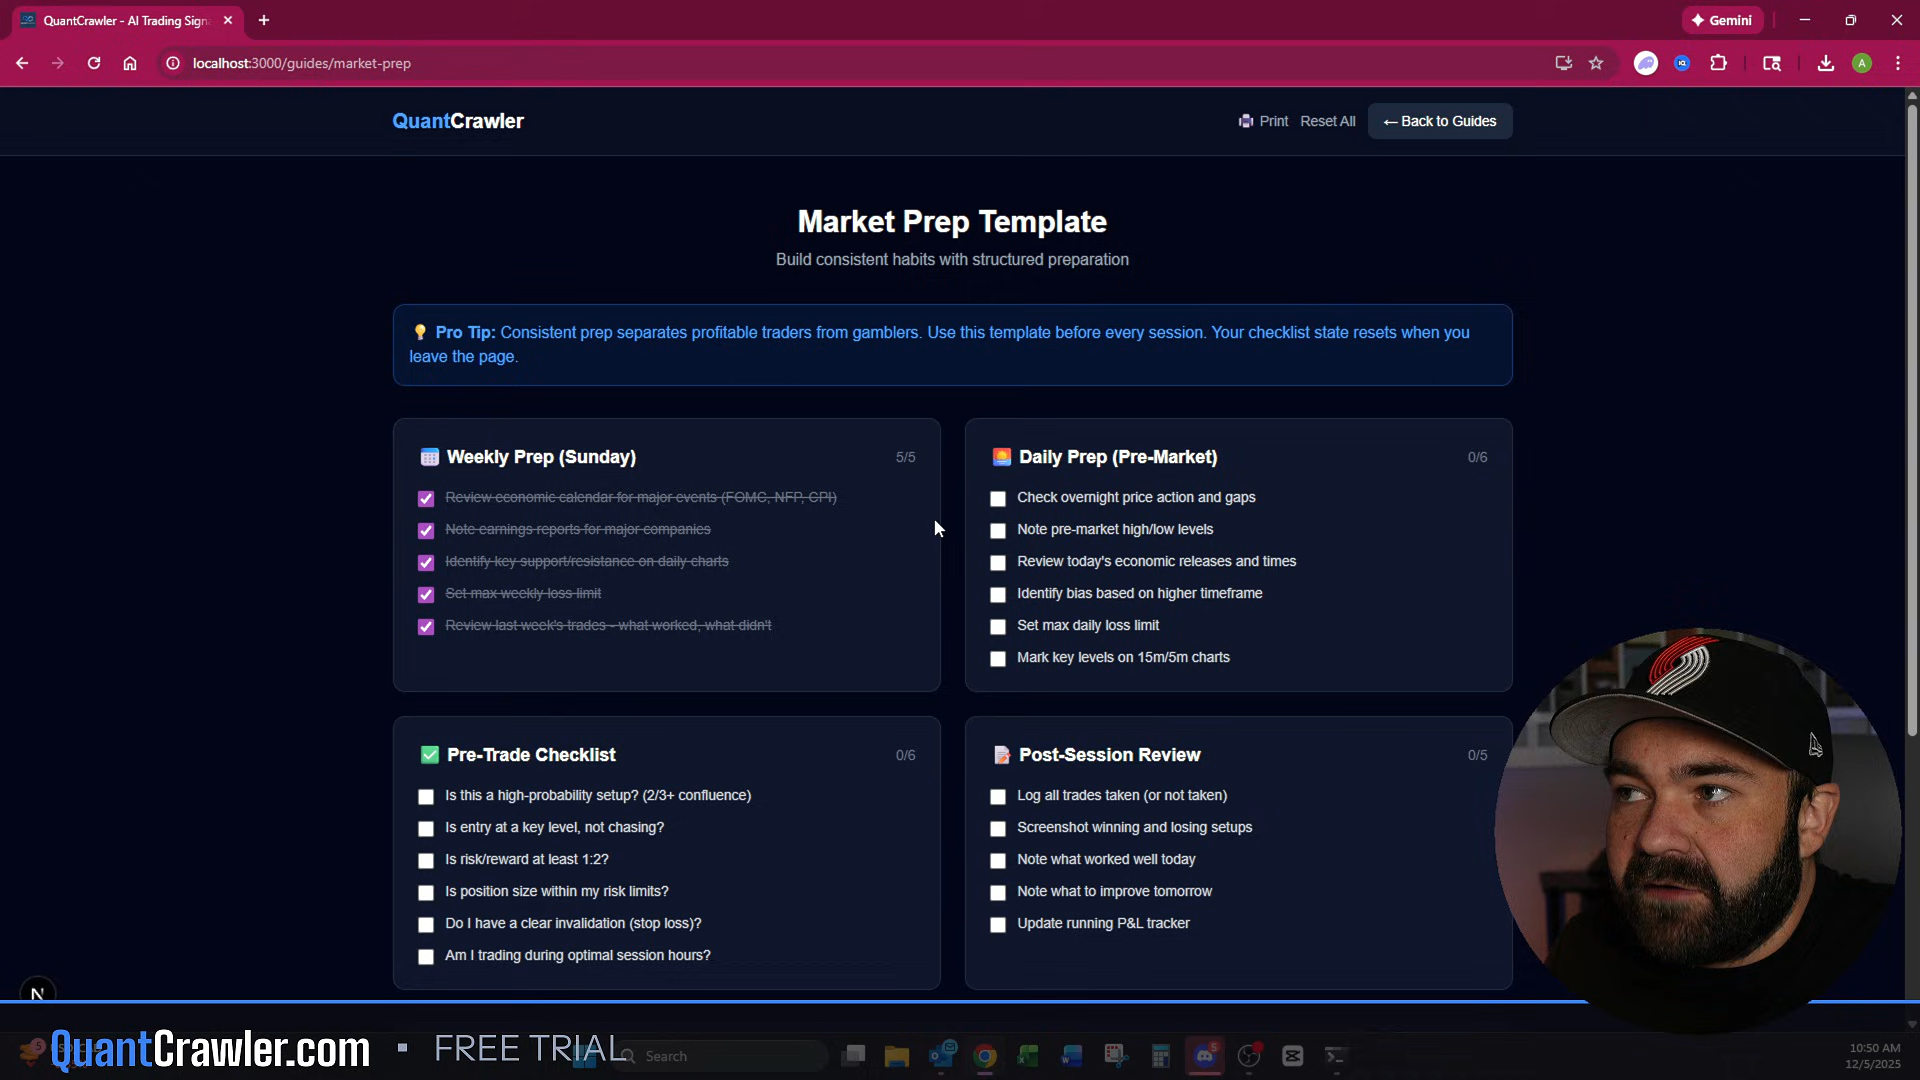 QuantCrawler - AI Trading Sign
Gemini
localhost:3000/guides/market-prep
A
QuantCrawler
Print
Reset All
← Back to Guides
Market Prep Template
Build consistent habits with structured preparation
Pro Tip: Consistent prep separates profitable traders from gamblers. Use this template before every session. Your checklist state resets when you
leave the page.
Weekly Prep (Sunday)
5/5
Review economic calendar for major events (FOMC, NFP, CPI)
Note earnings reports for major companies
Identify key support/resistance on daily charts
Set max weekly loss limit
Review last week's trades - what worked, what didn't
Daily Prep (Pre-Market)
0/6
Check overnight price action and gaps
Note pre-market high/low levels
Review today's economic releases and times
Identify bias based on higher timeframe
Set max daily loss limit
Mark key levels on 15m/5m charts
Pre-Trade Checklist
0/6
Is this a high-probability setup? (2/3+ confluence)
Is entry at a key level, not chasing?
Is risk/reward at least 1:2?
Is position size within my risk limits?
Do I have a clear invalidation (stop loss)?
Am I trading during optimal session hours?
Post-Session Review
0/5
Log all trades taken (or not taken)
Screenshot winning and losing setups
Note what worked well today
Note what to improve tomorrow
Update running P&L tracker
N
QuantCrawler.com
FREE TRIAL
Search
10:50 AM
12/5/2025